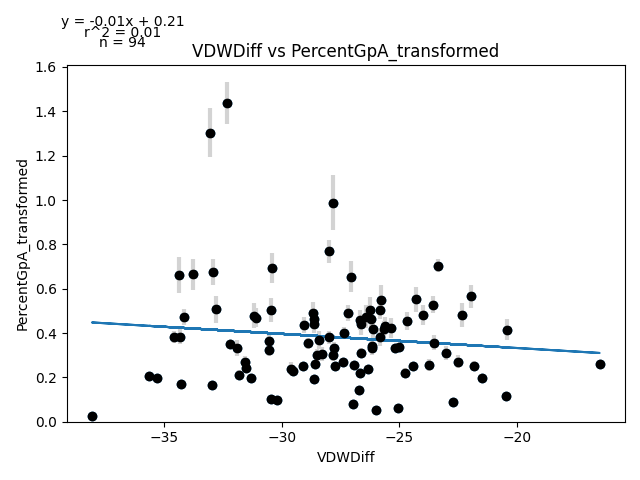 y = -0.01x + 0.21
r^2 = 0.01
n = 94
VDWDiff vs PercentGpA_transformed
1.6
1.4
1.2
1.0
0.8
0.6
0.4
0.2
0.0
PercentGpA_transformed
−35
−30
−25
−20
VDWDiff